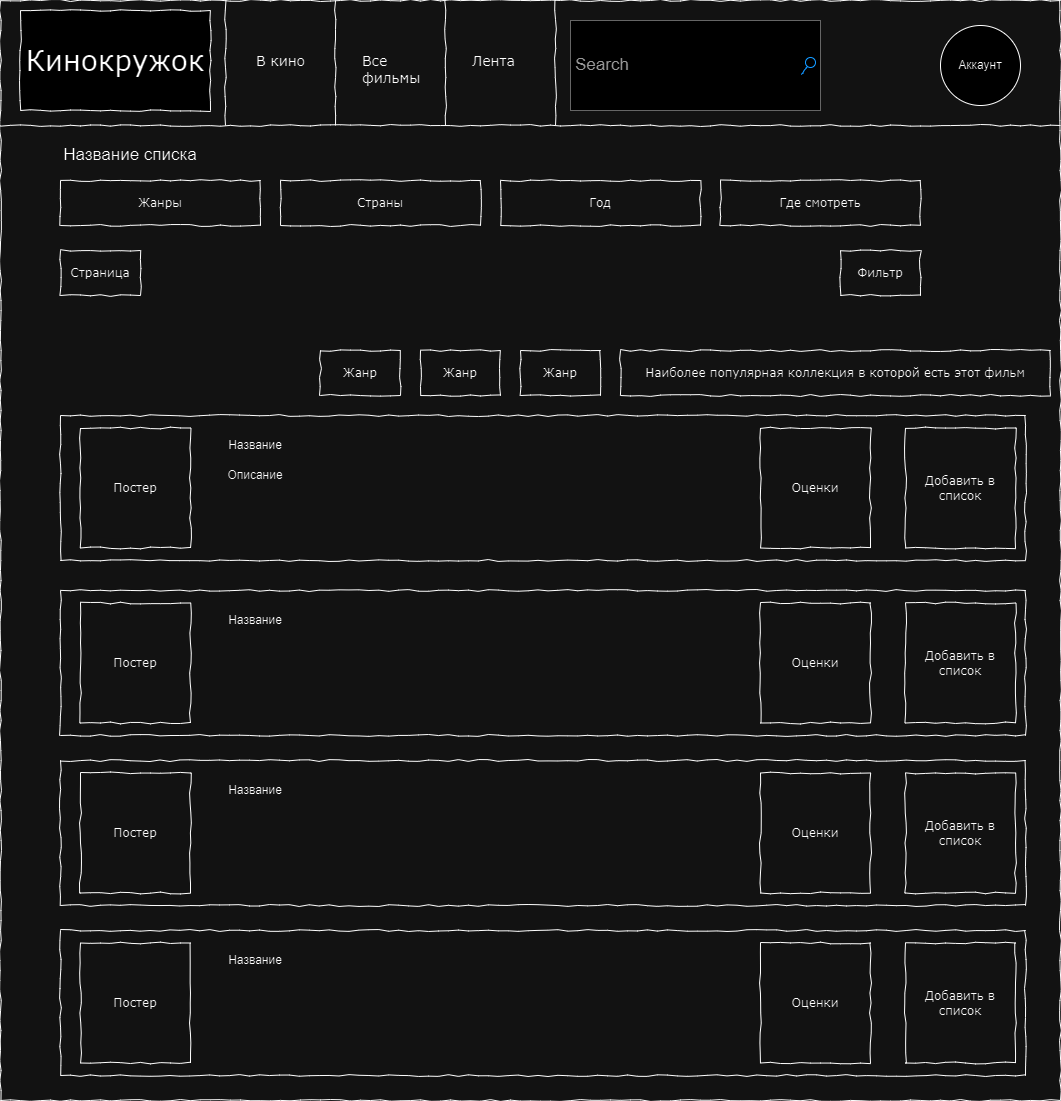 Кинокружок
В кино
Все
фильмы
Лента
Search
Аккаунт
Название списка
Жанры
Страны
Год
Где смотреть
Страница
Фильтр
Жанр
Жанр
Жанр
Наиболее популярная коллекция в которой есть этот фильм
Постер
Название
Описание
Оценки
Добавить в
список
Постер
Название
Оценки
Добавить в
список
Постер
Название
Оценки
Добавить в
список
Постер
Название
Оценки
Добавить в
список